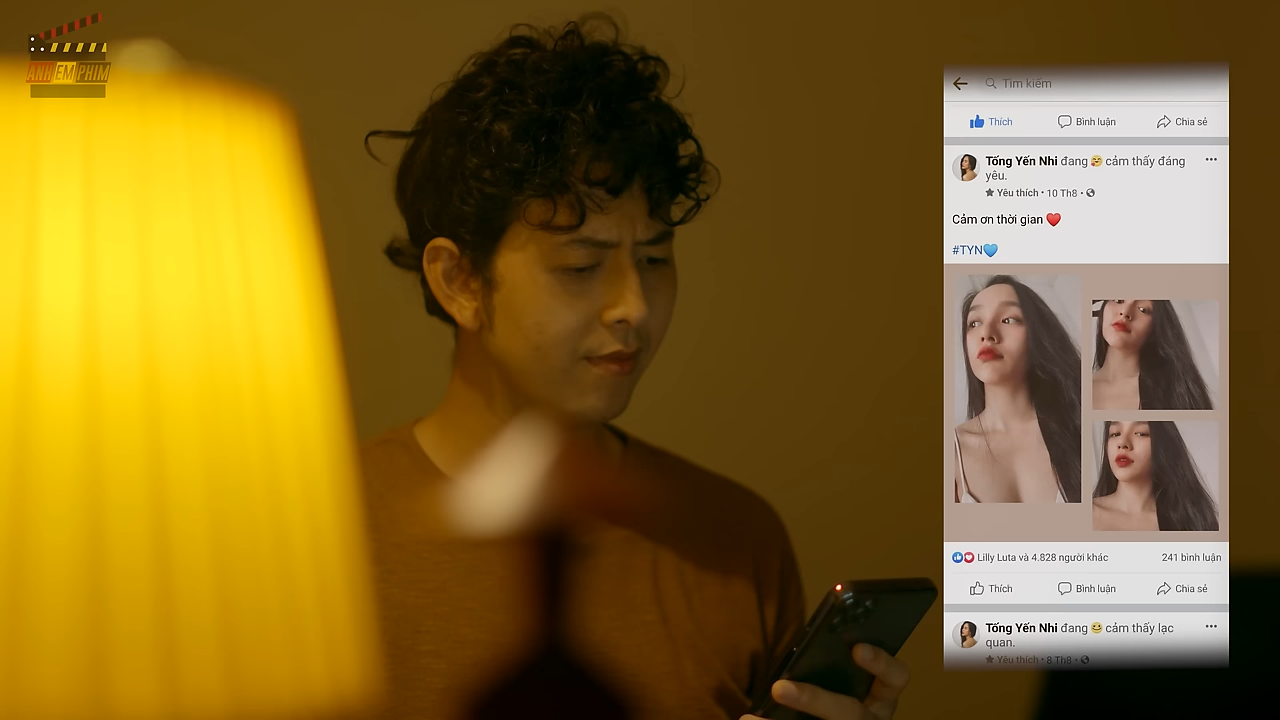 ANH EM PHIM
Tìm kiếm
Thích Bình luận Chia sẻ
Tống Yến Nhi đang 🥰 cảm thấy đáng
yêu.
Yêu thích • 10 Th8 •
Cảm ơn thời gian ❤️
#TYN💙
Lilly Luta và 4.828 người khác 241 bình luận
Thích Bình luận Chia sẻ
Tống Yến Nhi đang 😄 cảm thấy lạc
quan.
Yêu thích • 8 Th8 •